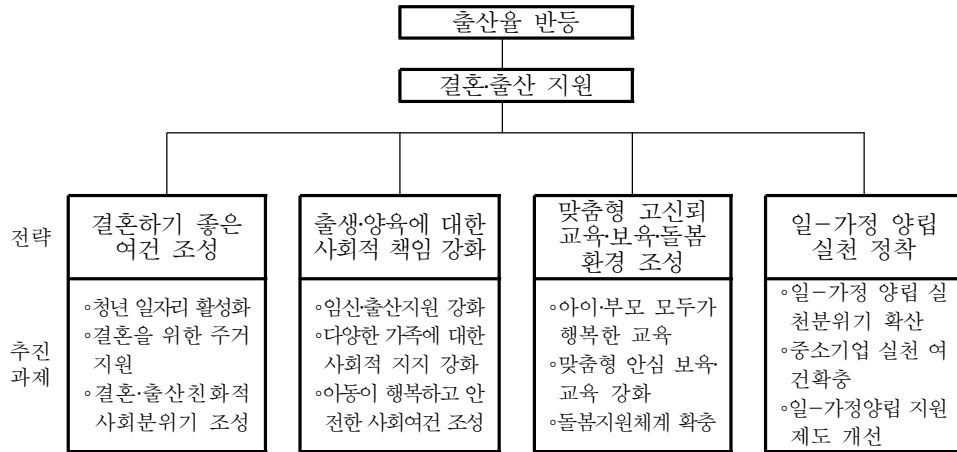 출산율 반등
결혼·출산 지원
전략
결혼하기 좋은
여건 조성
출생·양육에 대한
사회적 책임 강화
맞춤형 고신뢰
교육·보육·돌봄
환경 조성
일-가정 양립
실천 정착
추진
과제
∘청년 일자리 활성화
∘결혼을 위한 주거
지원
∘결혼·출산친화적
사회분위기 조성
∘임신·출산지원 강화
∘다양한 가족에 대한
사회적 지지 강화
∘아동이 행복하고 안
전한 사회여건 조성
∘아이·부모 모두가
행복한 교육
∘맞춤형 안심 보육·
교육 강화
∘돌봄지원체계 확충
∘일-가정 양립 실
천분위기 확산
∘중소기업 실천 여
건확충
∘일-가정양립 지원
제도 개선